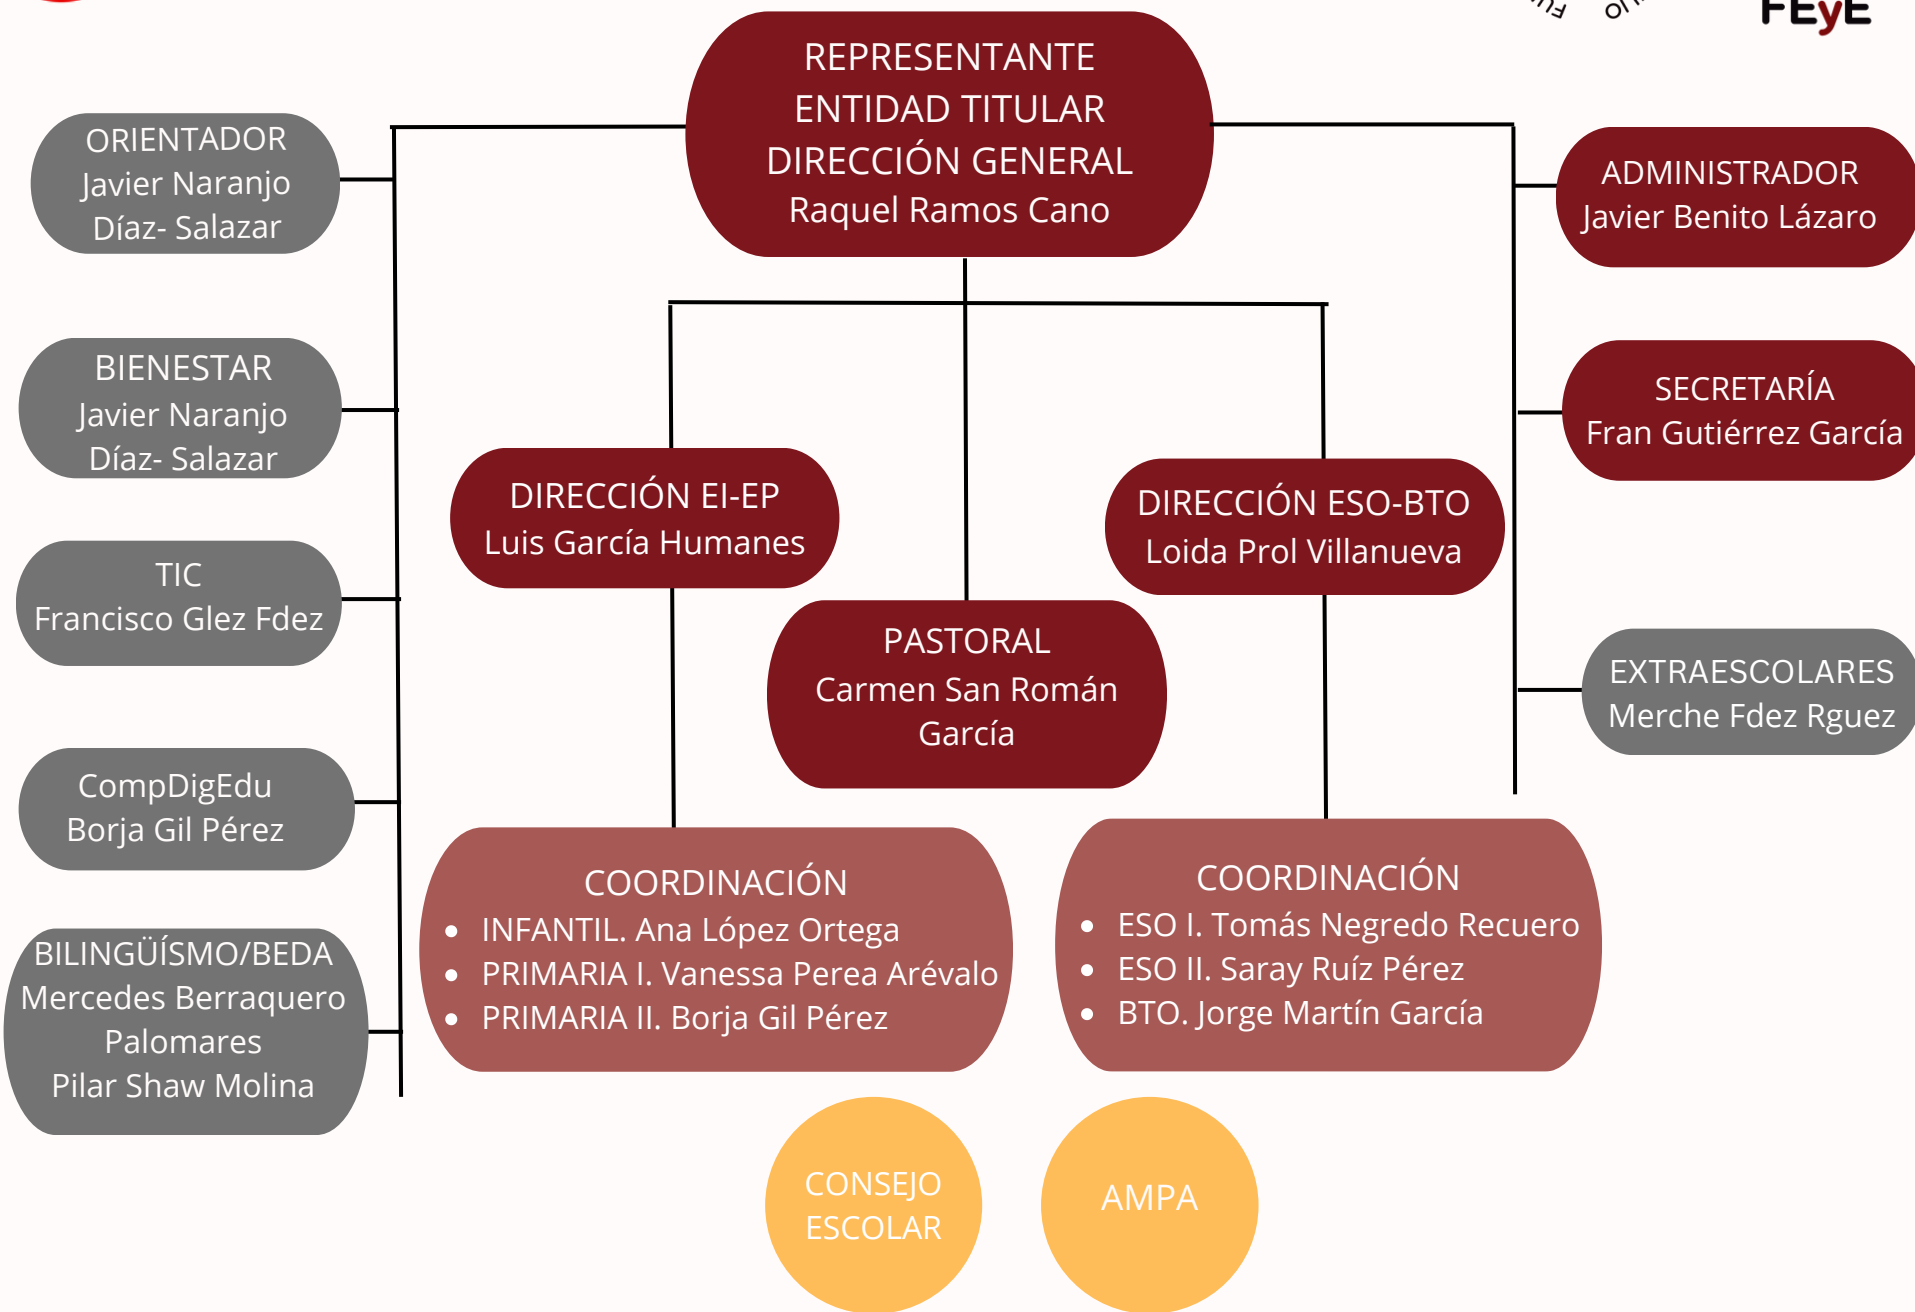 FEyE
REPRESENTANTE
ENTIDAD TITULAR
DIRECCIÓN GENERAL
Raquel Ramos Cano
ORIENTADOR
Javier Naranjo
Díaz- Salazar
BIENESTAR
Javier Naranjo
Díaz- Salazar
TIC
Francisco Glez Fdez
CompDigEdu
Borja Gil Pérez
BILINGÜÍSMO/BEDA
Mercedes Berraquero
Palomares
Pilar Shaw Molina
DIRECCIÓN EI-EP
Luis García Humanes
PASTORAL
Carmen San Román
García
DIRECCIÓN ESO-BTO
Loida Prol Villanueva
ADMINISTRADOR
Javier Benito Lázaro
SECRETARÍA
Fran Gutiérrez García
EXTRAESCOLARES
Merche Fdez Rguez
COORDINACIÓN
• INFANTIL. Ana López Ortega
• PRIMARIA I. Vanessa Perea Arévalo
• PRIMARIA II. Borja Gil Pérez
COORDINACIÓN
• ESO I. Tomás Negredo Recuero
• ESO II. Saray Ruíz Pérez
• BTO. Jorge Martín García
CONSEJO
ESCOLAR
AMPA